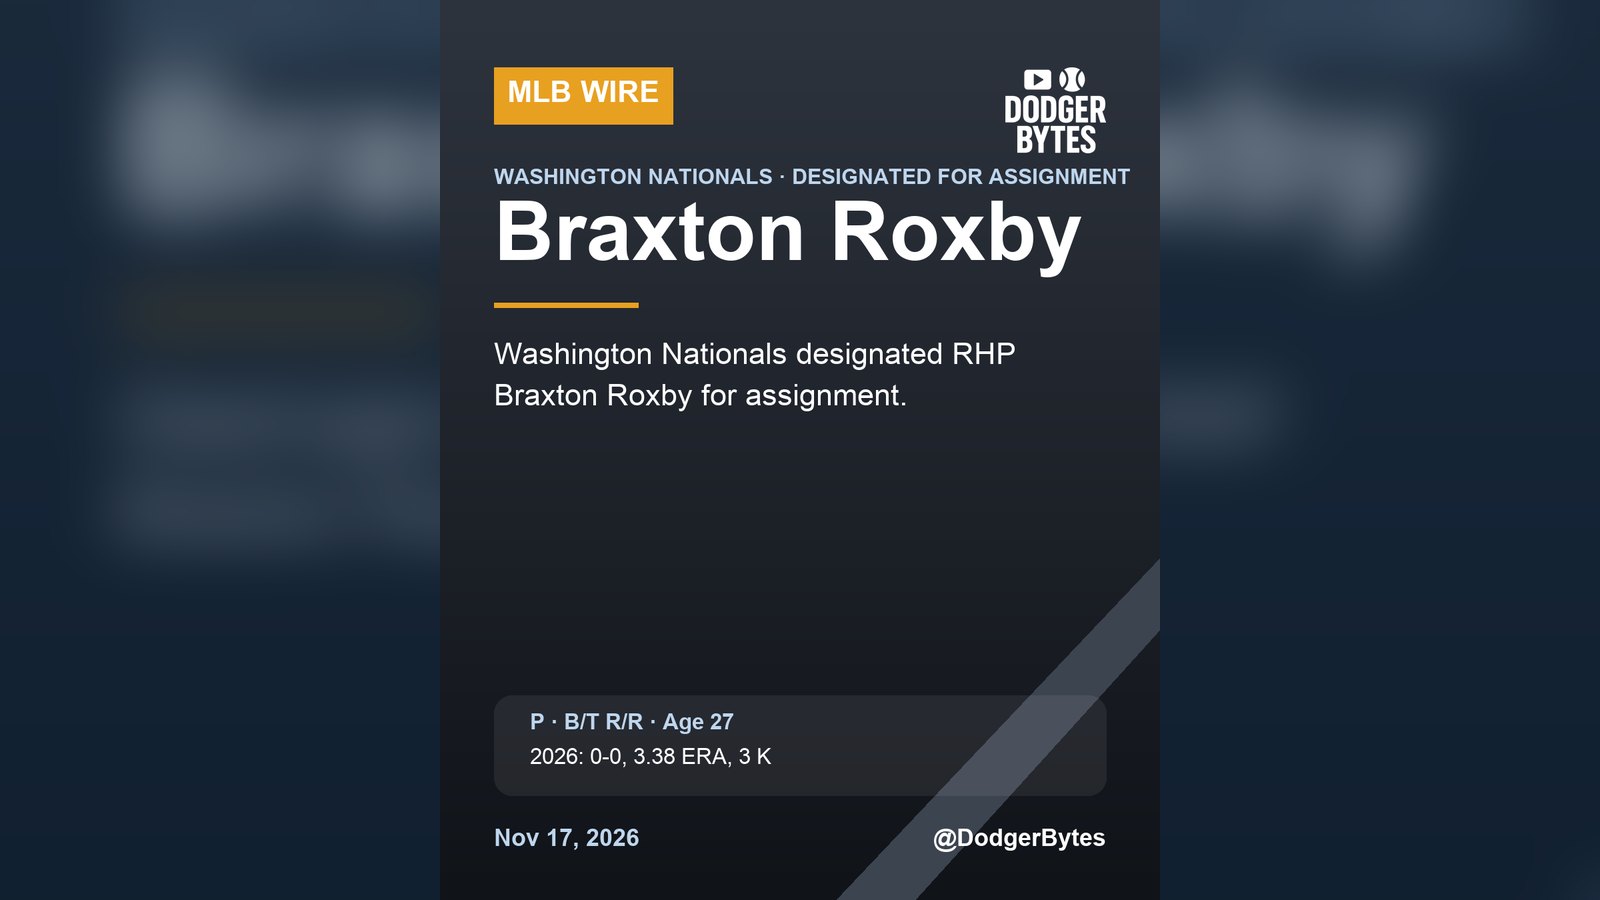 MLB WIRE
DODGER
BYTES
WASHINGTON NATIONALS · DESIGNATED FOR ASSIGNMENT
Braxton Roxby
Washington Nationals designated RHP
Braxton Roxby for assignment.
P · B/T R/R · Age 27
2026: 0-0, 3.38 ERA, 3 K
Nov 17, 2026
@DodgerBytes